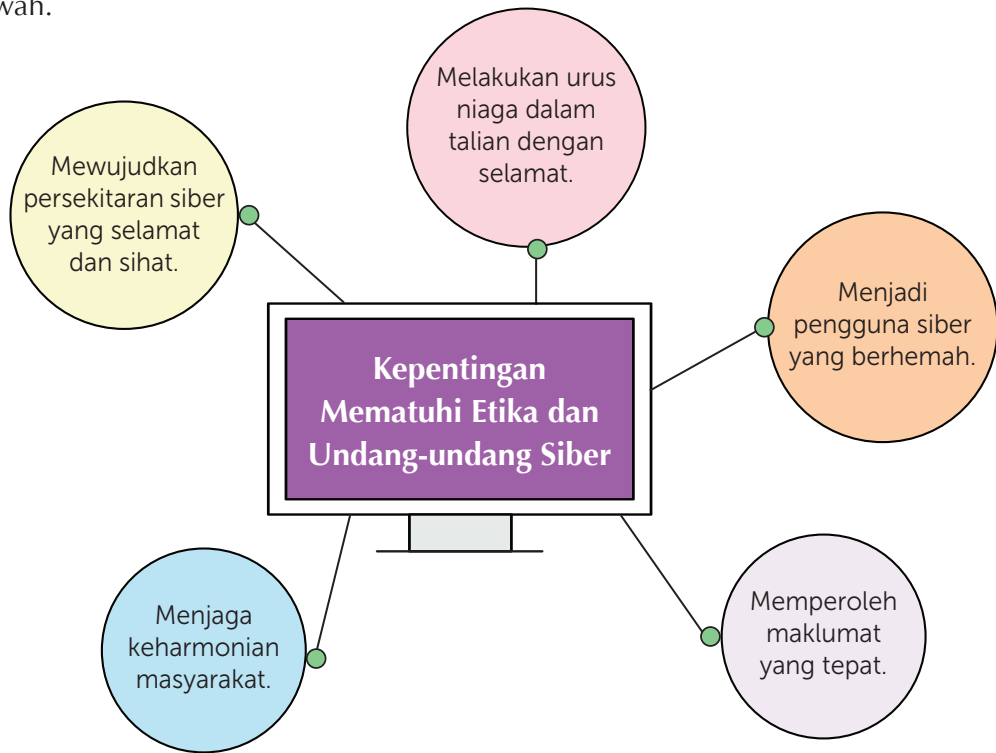 wah.
Melakukan urus
niaga dalam
talian dengan
selamat.
Mewujudkan
persekitaran siber
yang selamat
dan sihat.
Menjadi
pengguna siber
yang berhemah.
Kepentingan
Mematuhi Etika dan
Undang-undang Siber
Menjaga
keharmonian
masyarakat.
Memperoleh
maklumat
yang tepat.